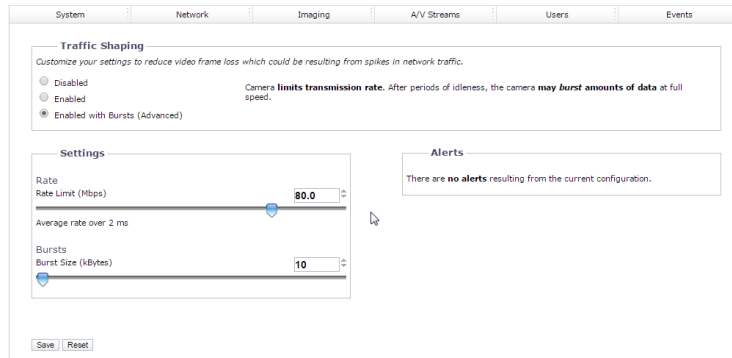 System Network Imaging A/V Streams Users Events
Traffic Shaping
Customize your settings to reduce video frame loss which could be resulting from spikes in network traffic.
Disabled
Enabled
Enabled with Bursts (Advanced)
Camera limits transmission rate. After periods of idleness, the camera may burst amounts of data at full
speed.
Settings
Rate
Rate Limit (Mbps) 80.0
Average rate over 2 ms
Bursts
Burst Size (kBytes) 10
Alerts
There are no alerts resulting from the current configuration.
Save Reset